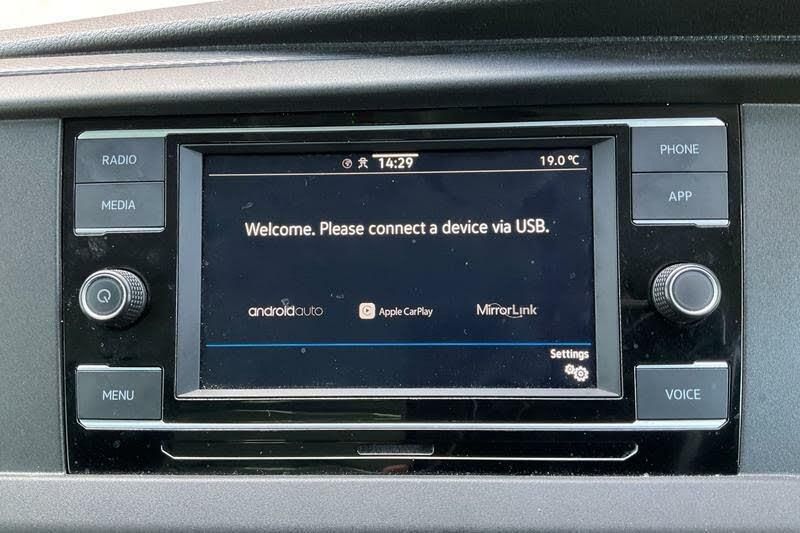 RADIO
MEDIA
MENU
14:29
19.0 °C
Welcome. Please connect a device via USB.
androidauto
Apple CarPlay
MirrorLink
Settings
PHONE
APP
VOICE